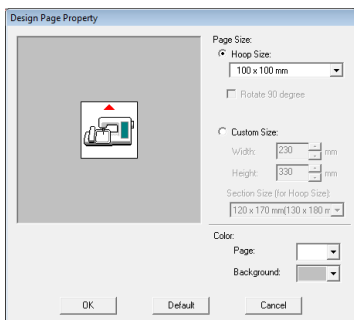 Design Page Property
Page Size:
Hoop Size:
100 x 100 mm
Rotate 90 degree
Custom Size:
Width: 230 mm
Height: 330 mm
Section Size (for Hoop Size):
120 x 170 mm(130 x 180 m
Color:
Page:
Background:
OK Default Cancel